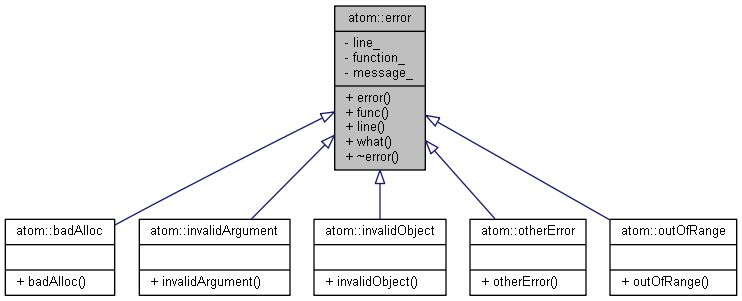 atom::error
- line_
- function_
- message_
+ error()
+ func()
+ line()
+ what()
+ ~error()
atom::badAlloc
+ badAlloc()
atom::invalidArgument
+ invalidArgument()
atom::invalidObject
+ invalidObject()
atom::otherError
+ otherError()
atom::outOfRange
+ outOfRange()